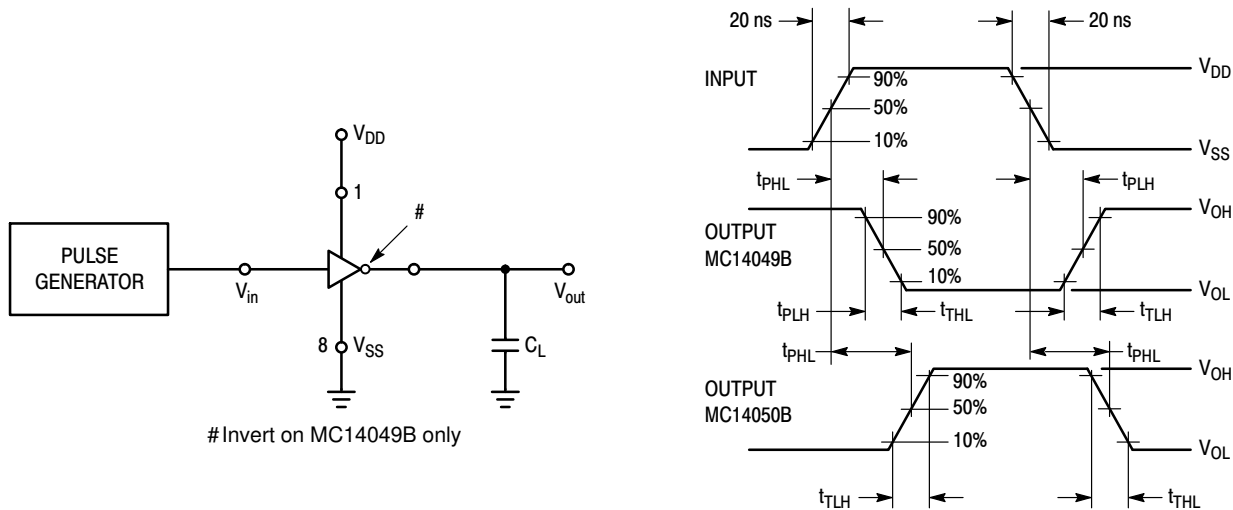 V_DD
1
#
PULSE
GENERATOR
V_in
V_out
8 V_SS
C_L
# Invert on MC14049B only
20 ns 20 ns
INPUT
V_DD
90%
50%
10%
V_SS
t_PHL t_PLH
OUTPUT
MC14049B
V_OH
90%
50%
10%
V_OL
t_PLH t_THL t_TLH
t_PHL t_PHL
OUTPUT
MC14050B
V_OH
90%
50%
10%
V_OL
t_TLH t_THL